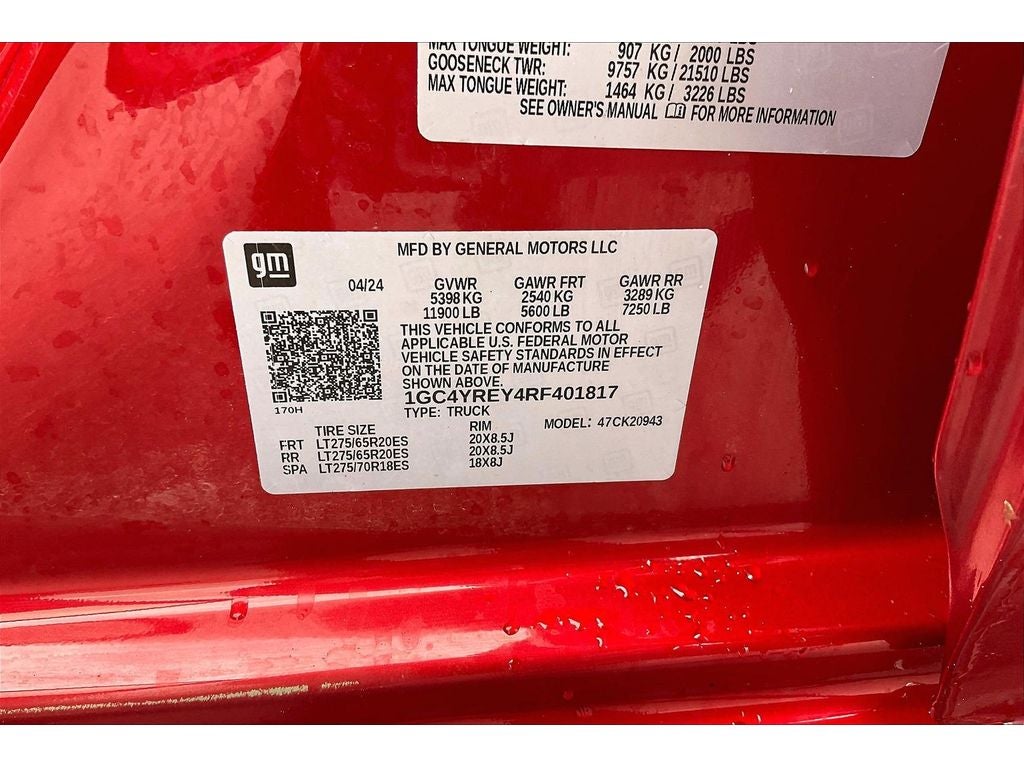 MAX TONGUE WEIGHT: 907 KG / 2000 LBS
GOOSENECK TWR: 9757 KG / 21510 LBS
MAX TONGUE WEIGHT: 1464 KG / 3226 LBS
SEE OWNER'S MANUAL FOR MORE INFORMATION
gm
MFD BY GENERAL MOTORS LLC
04/24 GVWR GAWR FRT GAWR RR
5398 KG 2540 KG 3289 KG
11900 LB 5600 LB 7250 LB
THIS VEHICLE CONFORMS TO ALL
APPLICABLE U.S. FEDERAL MOTOR
VEHICLE SAFETY STANDARDS IN EFFECT
ON THE DATE OF MANUFACTURE
SHOWN ABOVE.
170H
1GC4YREY4RF401817
TYPE: TRUCK MODEL: 47CK20943
TIRE SIZE RIM
FRT LT275/65R20ES 20X8.5J
RR LT275/65R20ES 20X8.5J
SPA LT275/70R18ES 18X8J